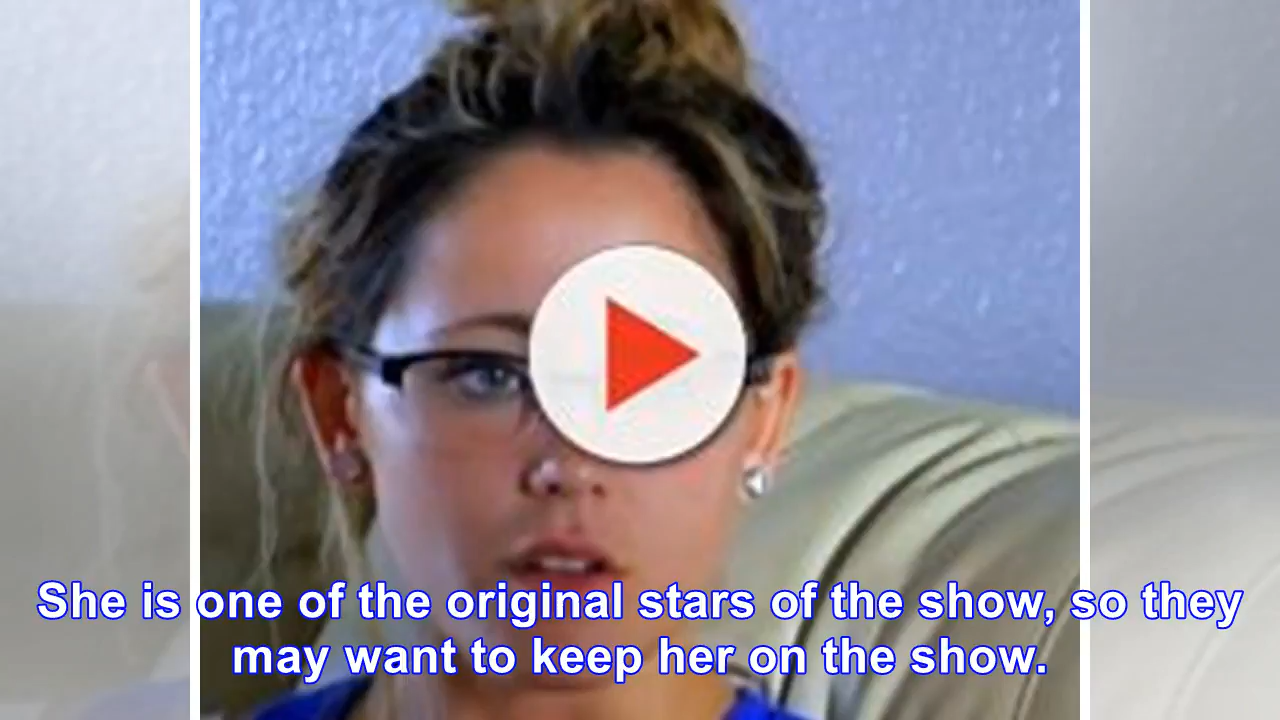 She is one of the original stars of the show, so they
may want to keep her on the show.